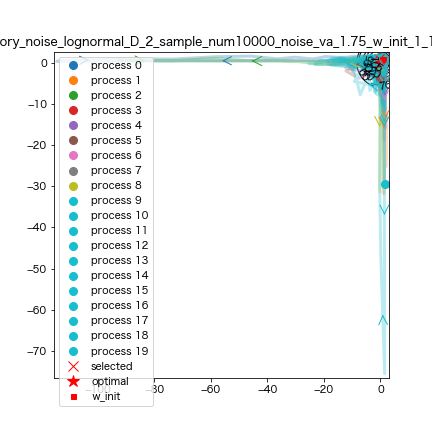 ory_noise_lognormal_D_2_sample_num10000_noise_va_1.75_w_init_1_1
0
−10
−20
−30
−40
−50
−60
−70
process 0
process 1
process 2
process 3
process 4
process 5
process 6
process 7
process 8
process 9
process 10
process 11
process 12
process 13
process 14
process 15
process 16
process 17
process 18
process 19
selected
optimal
w_init
−100
−80
−60
−40
−20
0